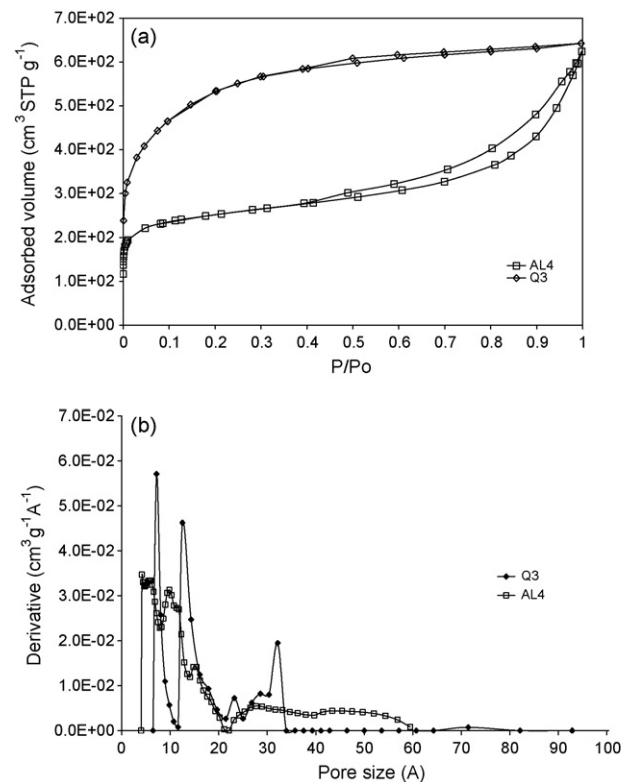 (a)
Adsorbed volume (cm³ STP g⁻¹)
7.0E+02
6.0E+02
5.0E+02
4.0E+02
3.0E+02
2.0E+02
1.0E+02
0.0E+00
AL4
Q3
0 0.1 0.2 0.3 0.4 0.5 0.6 0.7 0.8 0.9 1
P/Po
(b)
Derivative (cm³g⁻¹A⁻¹)
7.0E-02
6.0E-02
5.0E-02
4.0E-02
3.0E-02
2.0E-02
1.0E-02
0.0E+00
Q3
AL4
0 10 20 30 40 50 60 70 80 90 100
Pore size (A)